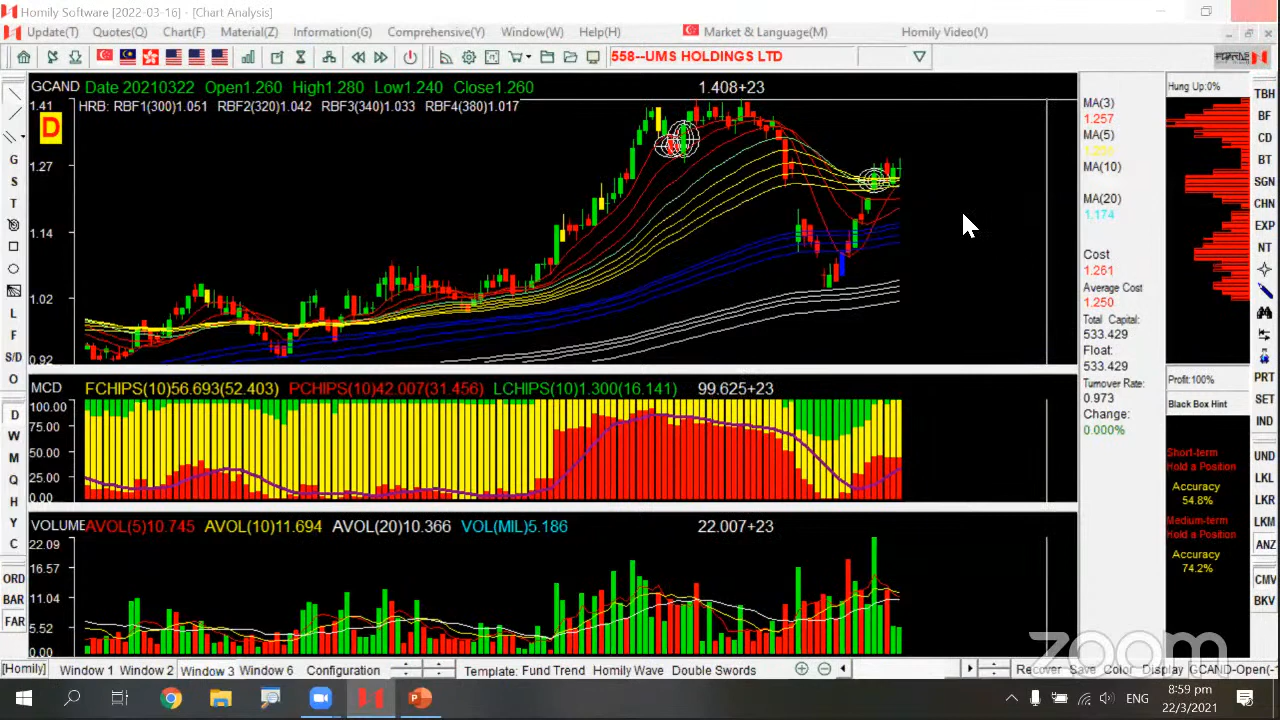 Homily Software [2022-03-16] - [Chart Analysis]
Update(T) Quotes(Q) Chart(F) Material(Z) Information(G) Comprehensive(Y) Window(W) Help(H) Market & Language(M) Homily Video(V)
558--UMS HOLDINGS LTD
GCAND Date 20210322 Open1.260 High1.280 Low1.240 Close1.260 1.408+23
1.41 HRB: RBF1(300)1.051 RBF2(320)1.042 RBF3(340)1.033 RBF4(380)1.017
D
1.27
1.14
1.02
0.92
MCD FCHIPS(10)56.693(52.403) PCHIPS(10)42.007(31.456) LCHIPS(10)1.300(16.141) 99.625+23
100.00
75.00
50.00
25.00
0.00
VOLUME AVOL(5)10.745 AVOL(10)11.694 AVOL(20)10.366 VOL(MIL)5.186 22.007+23
22.09
16.57
11.04
5.52
0.00
MA(3)
1.257
MA(5)
MA(10)
MA(20)
1.174
Cost
1.261
Average Cost
1.250
Total Capital:
533.429
Float:
533.429
Turnover Rate:
0.973
Change:
0.000%
Hung Up:0%
Profit:100%
Black Box Hint
Short-term
Hold a Position
Accuracy
54.8%
Medium-term
Hold a Position
Accuracy
74.2%
G
S
T
L
F
S/D
O
D
W
M
Q
H
Y
C
ORD
BAR
FAR
TBH
BF
CD
BT
SGN
CHN
EXP
NT
PRT
SET
IND
UND
LKL
LKR
LKM
ANZ
CMV
BKV
zoom
[Homily] Window 1 Window 2 Window 3 Window 6 Configuration Template: Fund Trend Homily Wave Double Swords Recover Save Color Display GCAND-Open(-
ENG
8:59 pm
22/3/2021